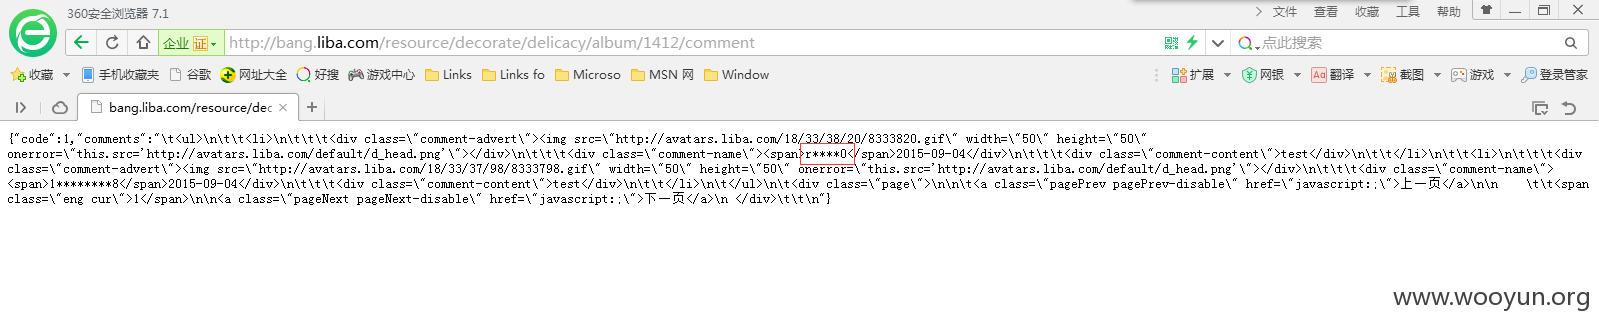 360安全浏览器 7.1
文件 查看 收藏 工具 帮助
企业 证 http://bang.liba.com/resource/decorate/delicacy/album/1412/comment 点此搜索
收藏 手机收藏夹 谷歌 网址大全 好搜 游戏中心 Links Links fo Microso MSN 网 Window 扩展 网银 Aa 翻译 截图 游戏 登录管家
bang.liba.com/resource/dec
{"code":1,"comments":"\t<ul>\n\t\t<li>\n\t\t\t<div class=\"comment-advert\"><img src=\"http://avatars.liba.com/18/33/38/20/8333820.gif\" width=\"50\" height=\"50\"
onerror=\"this.src='http://avatars.liba.com/default/d_head.png'\"></div>\n\t\t\t<div class=\"comment-name\"><span>r****0</span>2015-09-04</div>\n\t\t\t<div class=\"comment-content\">test</div>\n\t\t</li>\n\t\t<li>\n\t\t\t<div
class=\"comment-advert\"><img src=\"http://avatars.liba.com/18/33/37/98/8333798.gif\" width=\"50\" height=\"50\" onerror=\"this.src='http://avatars.liba.com/default/d_head.png'\"></div>\n\t\t\t<div class=\"comment-name\">
<span>1********8</span>2015-09-04</div>\n\t\t\t<div class=\"comment-content\">test</div>\n\t\t</li>\n\t</ul>\n\t<div class=\"page\">\n\n\t<a class=\"pagePrev pagePrev-disable\" href=\"javascript:;\">上一页</a>\n\n \t\t<span
class=\"eng cur\">1</span>\n\n<a class=\"pageNext pageNext-disable\" href=\"javascript:;\">下一页</a>\n </div>\t\t\n"}
www.wooyun.org